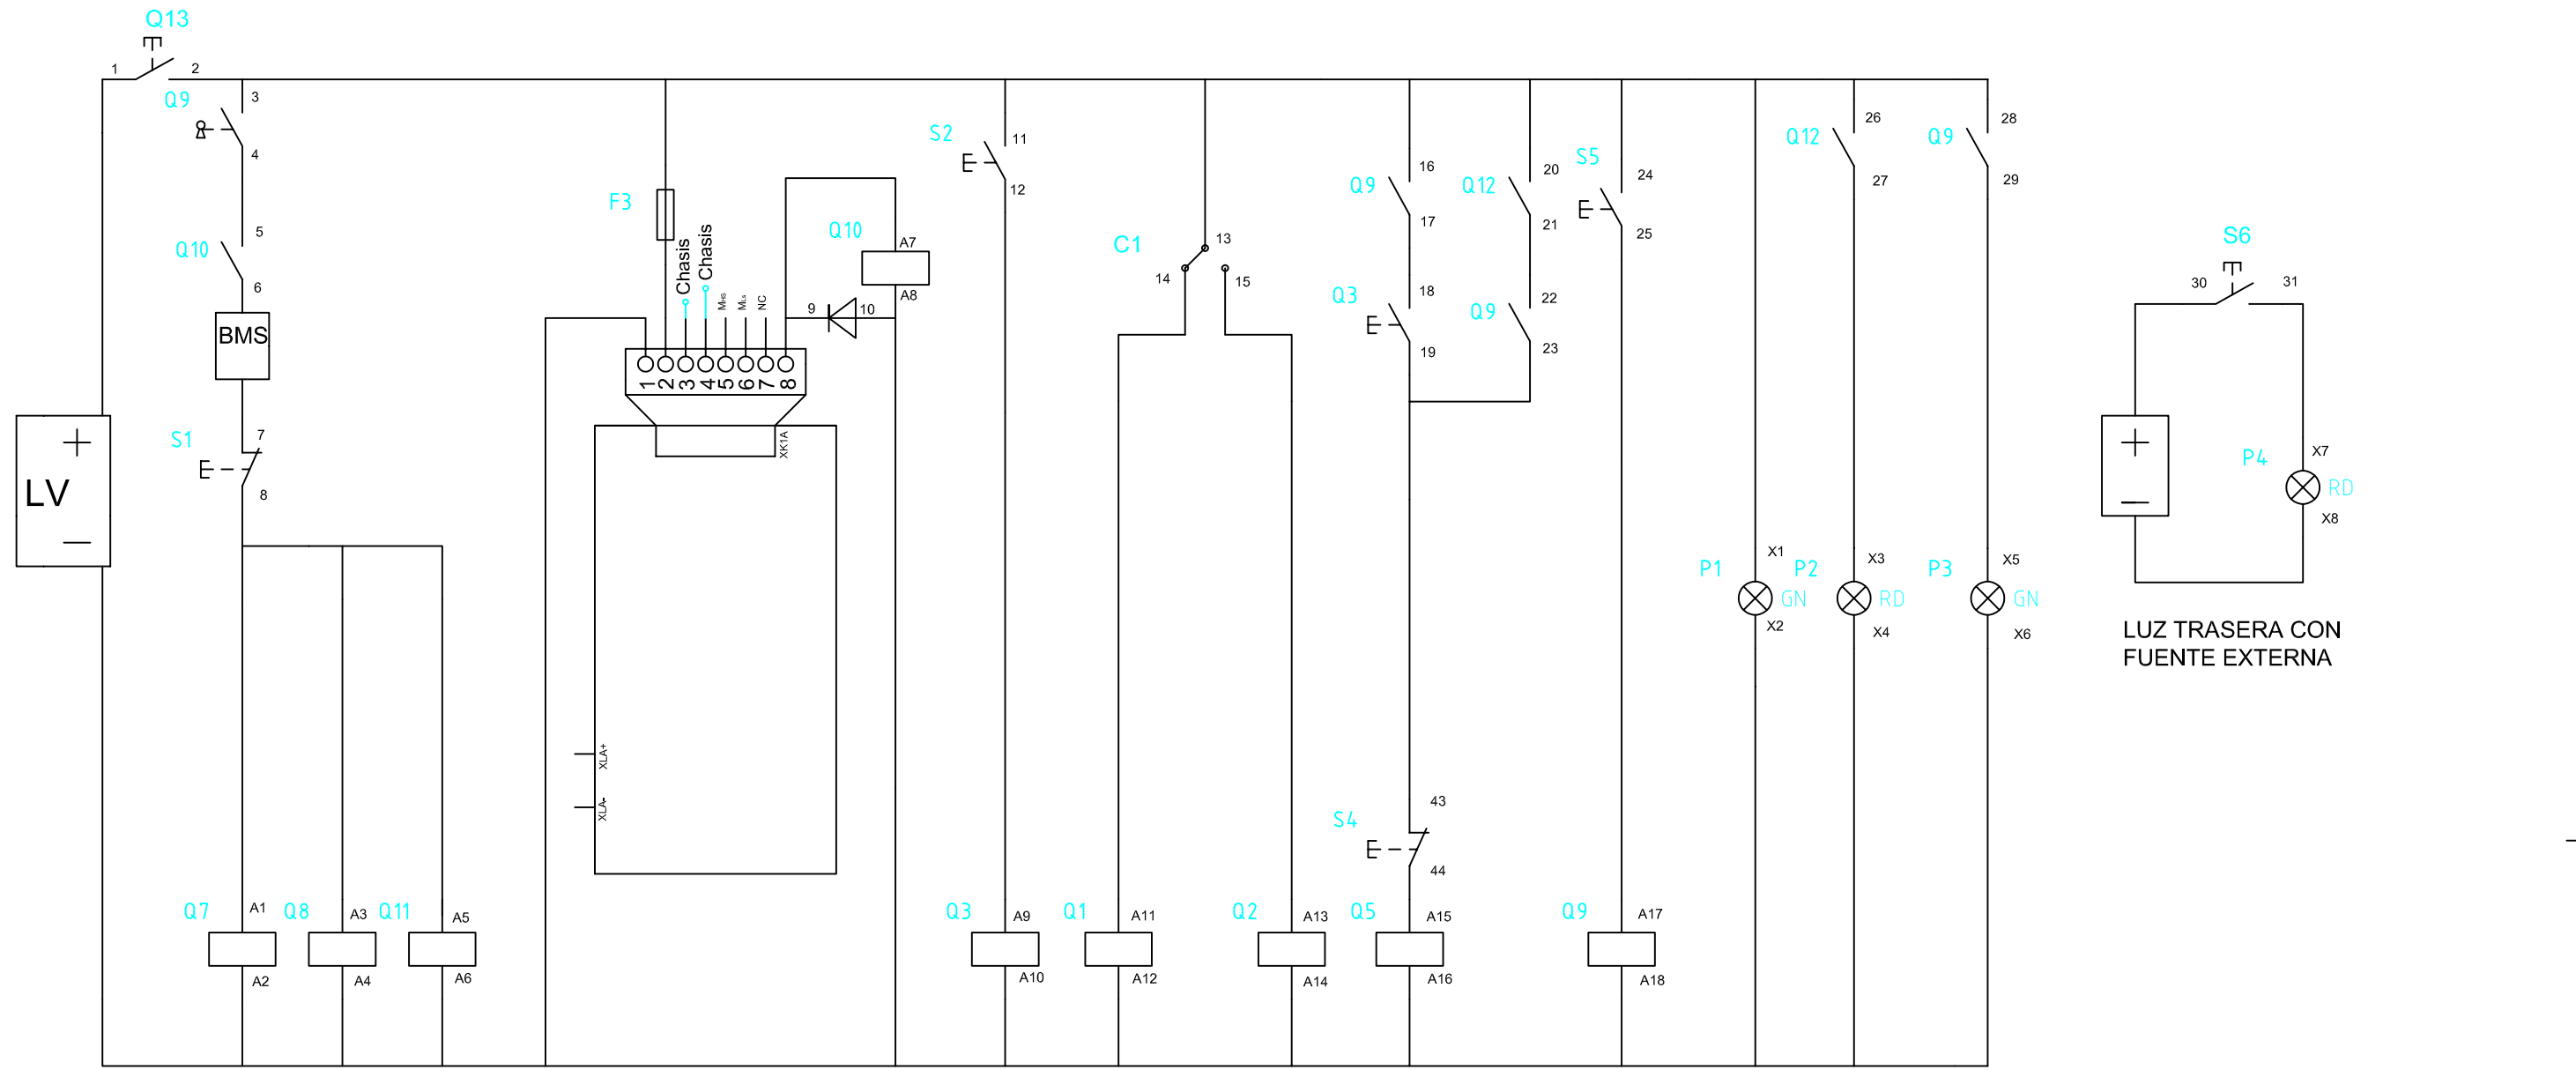 Q13
1
2
Q9
3
4
Q10
5
6
BMS
S1
7
8
LV
Q7
A1
A2
Q8
A3
A4
Q11
A5
A6
F3
Chasis
Chasis
MHS
MLs
NC
1
2
3
4
5
6
7
8
XK1A
XLA+
XLA-
Q10
A7
A8
9
10
S2
11
12
Q3
A9
A10
C1
13
14
15
Q1
A11
A12
Q2
A13
A14
Q9
16
17
Q3
18
19
Q12
20
21
Q9
22
23
S4
43
44
Q5
A15
A16
S5
24
25
Q9
A17
A18
P1
X1
GN
X2
Q12
26
27
P2
X3
RD
X4
Q9
28
29
P3
X5
GN
X6
S6
30
31
P4
X7
RD
X8
LUZ TRASERA CON
FUENTE EXTERNA